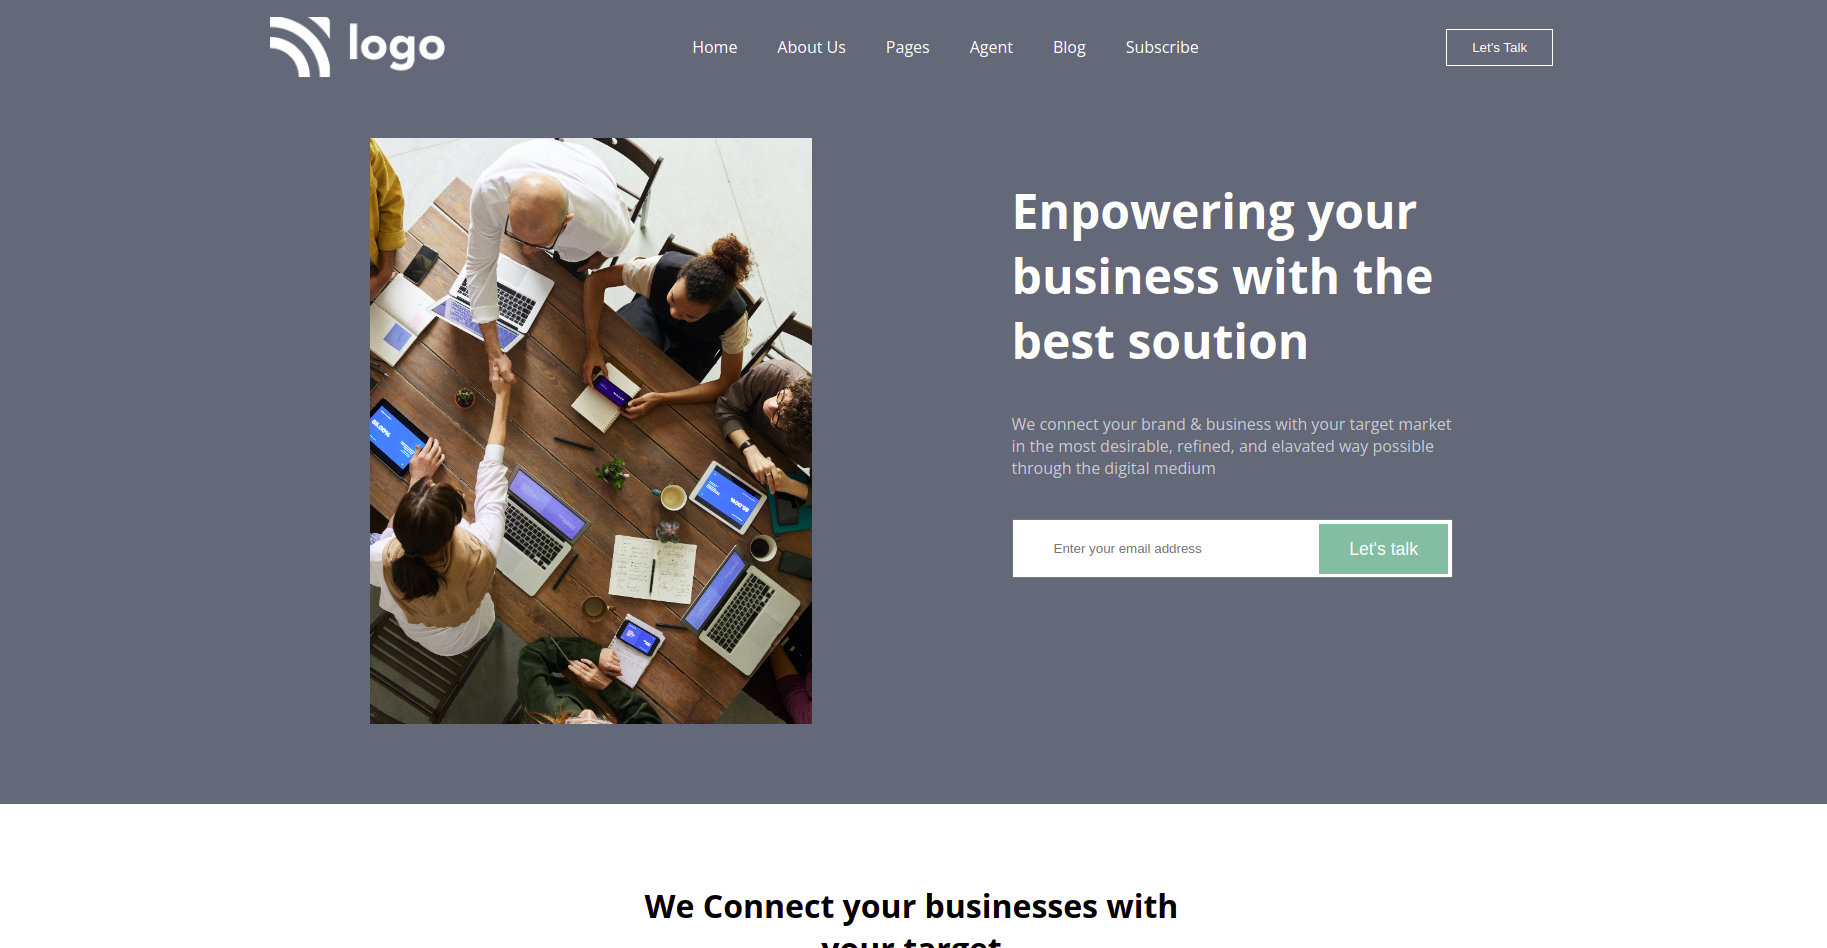 logo
Home
About Us
Pages
Agent
Blog
Subscribe
Let's Talk
Enpowering your
business with the
best soution
We connect your brand & business with your target market
in the most desirable, refined, and elavated way possible
through the digital medium
Enter your email address
Let's talk
We Connect your businesses with
your target